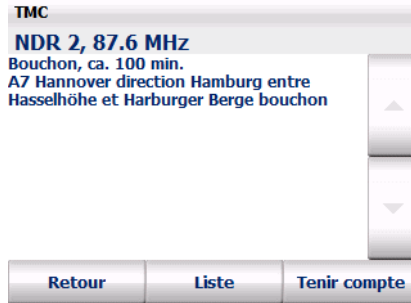 TMC
NDR 2, 87.6 MHz
Bouchon, ca. 100 min.
A7 Hannover direction Hamburg entre
Hasselhöhe et Harburger Berge bouchon
Retour
Liste
Tenir compte